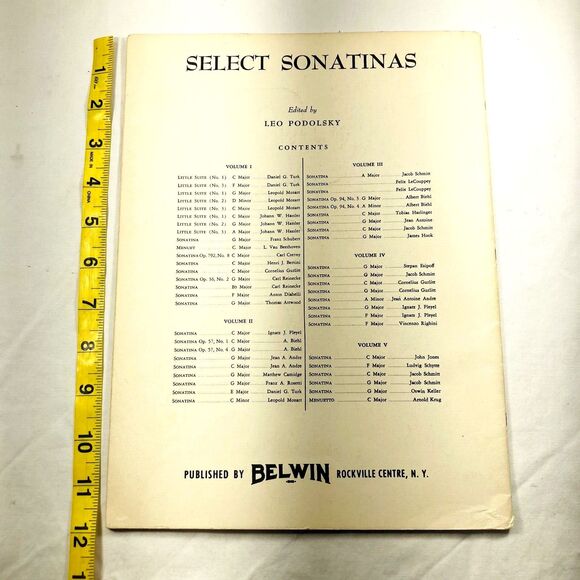 SELECT SONATINAS
Edited by
LEO PODOLSKY
CONTENTS
VOLUME I
LITTLE SUITE (No. 1) C Major Daniel G. Turk
LITTLE SUITE (No. 3) F Major Daniel G. Turk
LITTLE SUITE (No. 1) G Major Leopold Mozart
LITTLE SUITE (No. 2) D Minor Leopold Mozart
LITTLE SUITE (No. 3) C Major Leopold Mozart
LITTLE SUITE (No. 1) C Major Johann W. Hassler
LITTLE SUITE (No. 2) G Major Johann W. Hassler
LITTLE SUITE (No. 3) A Major Johann W. Hassler
SONATINA G Major Franz Schubert
MENUET C Major L. Van Beethoven
SONATINA Op. 792, No. 8 C Major Carl Czerny
SONATINA C Major Henri J. Bertini
SONATINA C Major Cornelius Gurlitt
SONATINA Op. 56, No. 2 G Major Carl Reinecke
SONATINA Bb Major Carl Reinecke
SONATINA F Major Anton Diabelli
SONATINA G Major Thomas Attwood
VOLUME II
SONATINA C Major Ignam J. Pleyel
SONATINA Op. 57, No. 1 C Major A. Biehl
SONATINA Op. 57, No. 4 G Major A. Biehl
SONATINA G Major Jean A. Andre
SONATINA C Major Jean A. Andre
SONATINA G Major Matthew Camidge
SONATINA G Major Franz A. Rosetti
SONATINA E Major Daniel G. Turk
SONATINA C Minor Leopold Mozart
VOLUME III
SONATINA A Major Jacob Schmitt
SONATINA Felix LeCouppey
SONATINA Felix LeCouppey
SONATINA Op. 94, No. 3 G Major Albert Biehl
SONATINA Op. 94, No. 4 A Minor Albert Biehl
SONATINA C Major Tobias Haslinger
SONATINA G Major Jean Antoine
SONATINA C Major Jacob Schmitt
SONATINA G Major James Hook
VOLUME IV
SONATINA G Major Stepan Esipoff
SONATINA G Major Jacob Schmitt
SONATINA C Major Cornelius Gurlitt
SONATINA G Major Cornelius Gurlitt
SONATINA A Minor Jean Antoine Andre
SONATINA G Major Ignam J. Pleyel
SONATINA F Major Ignam J. Pleyel
SONATINA F Major Vincenzo Righini
VOLUME V
SONATINA C Major John Jones
SONATINA F Major Ludvig Schytte
SONATINA C Major Jacob Schmitt
SONATINA G Major Jacob Schmitt
SONATINA G Major Oswin Keller
MENUETTO C Major Arnold Krug
PUBLISHED BY BELWIN ROCKVILLE CENTRE, N. Y.
1
2
3
4
5
6
7
8
9
10
11
12